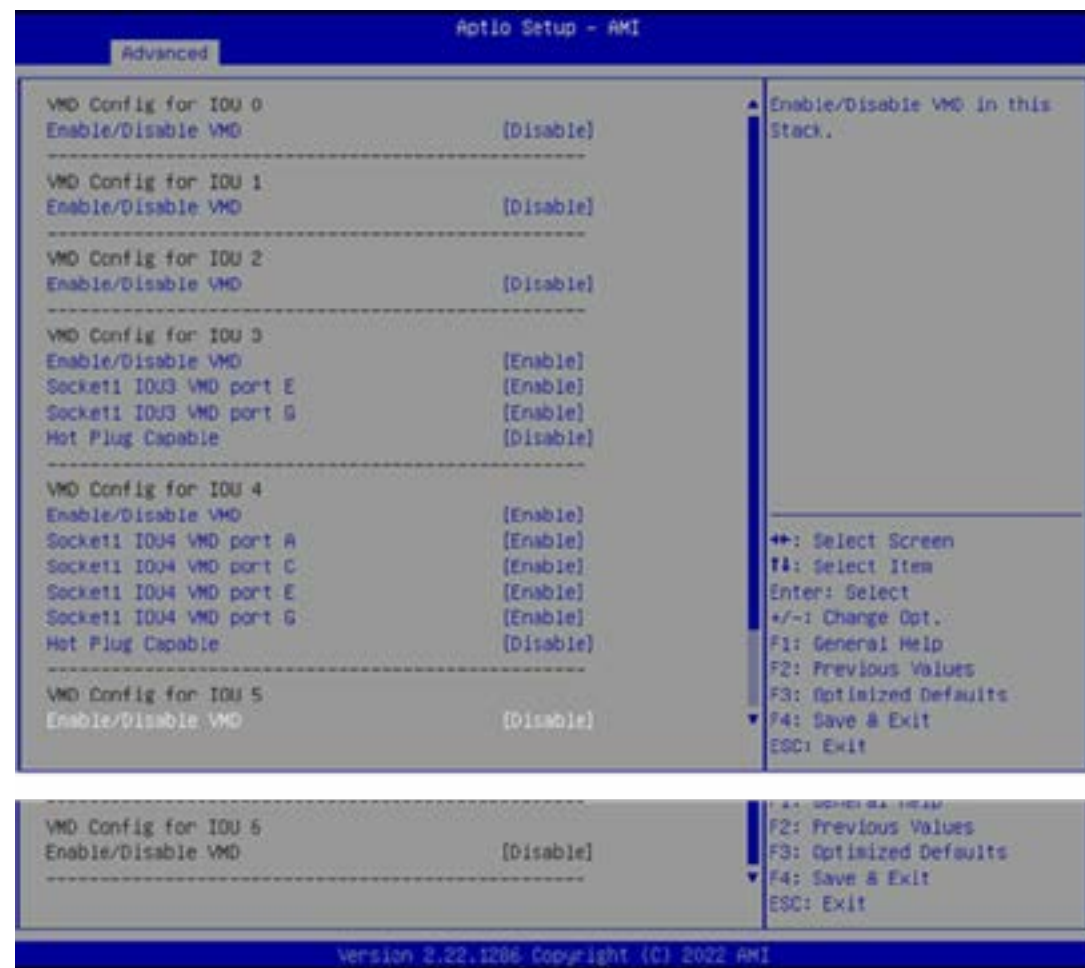 Aptio Setup - AMI
Advanced
VMD Config for IOU 0
Enable/Disable VMD [Disable]
--------------------------------------------------
VMD Config for IOU 1
Enable/Disable VMD [Disable]
--------------------------------------------------
VMD Config for IOU 2
Enable/Disable VMD [Disable]
--------------------------------------------------
VMD Config for IOU 3
Enable/Disable VMD [Enable]
Socket1 IOU3 VMD port E [Enable]
Socket1 IOU3 VMD port G [Enable]
Hot Plug Capable [Disable]
--------------------------------------------------
VMD Config for IOU 4
Enable/Disable VMD [Enable]
Socket1 IOU4 VMD port A [Enable]
Socket1 IOU4 VMD port C [Enable]
Socket1 IOU4 VMD port E [Enable]
Socket1 IOU4 VMD port G [Enable]
Hot Plug Capable [Disable]
--------------------------------------------------
VMD Config for IOU 5
Enable/Disable VMD [Disable]
Enable/Disable VMD in this
Stack.
→←: Select Screen
↑↓: Select Item
Enter: Select
+/-: Change Opt.
F1: General Help
F2: Previous Values
F3: Optimized Defaults
F4: Save & Exit
ESC: Exit
--------------------------------------------------
VMD Config for IOU 6
Enable/Disable VMD [Disable]
--------------------------------------------------
F1: General Help
F2: Previous Values
F3: Optimized Defaults
F4: Save & Exit
ESC: Exit
Version 2.22.1286 Copyright (C) 2022 AMI